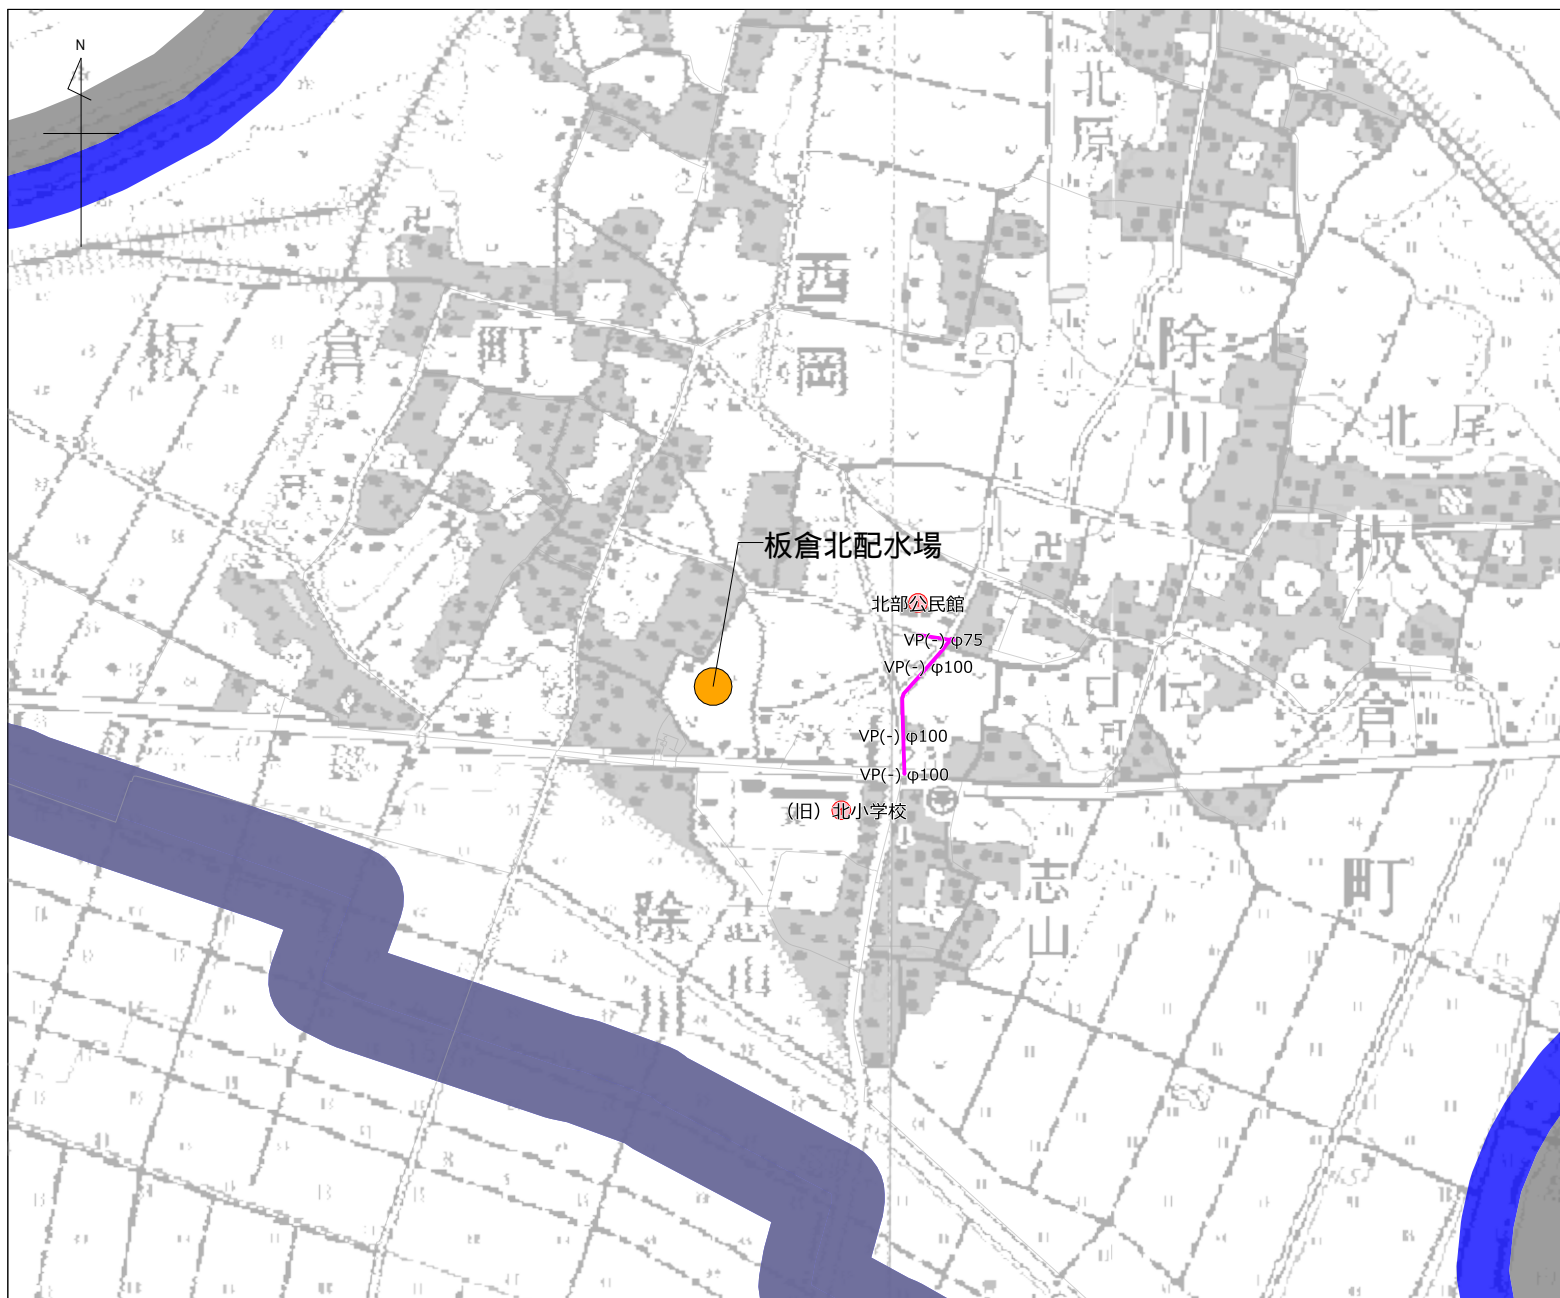 N
北原
西岡
板倉町
20
除川
北尾
板倉北配水場
板倉町
北部公民館
VP(-) φ75
VP(-) φ100
VP(-) φ100
VP(-) φ100
(旧) 北小学校
志山
除